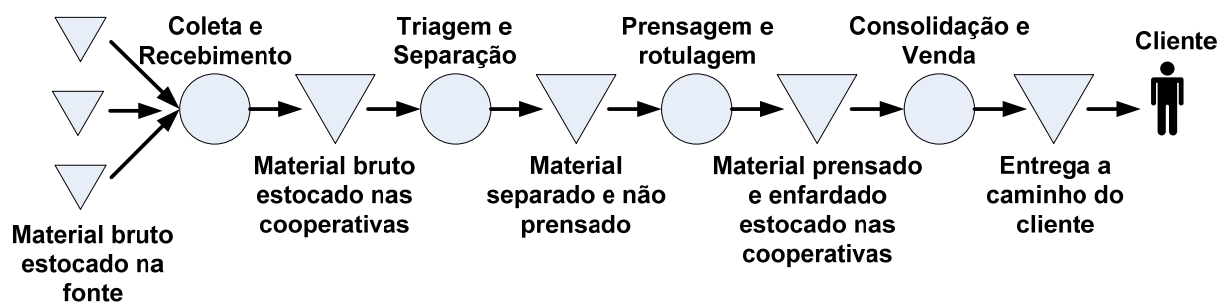 Coleta e
Recebimento
Triagem e
Separação
Prensagem e
rotulagem
Consolidação e
Venda
Cliente
Material bruto
estocado na
fonte
Material bruto
estocado nas
cooperativas
Material
separado e não
prensado
Material prensado
e enfardado
estocado nas
cooperativas
Entrega a
caminho do
cliente